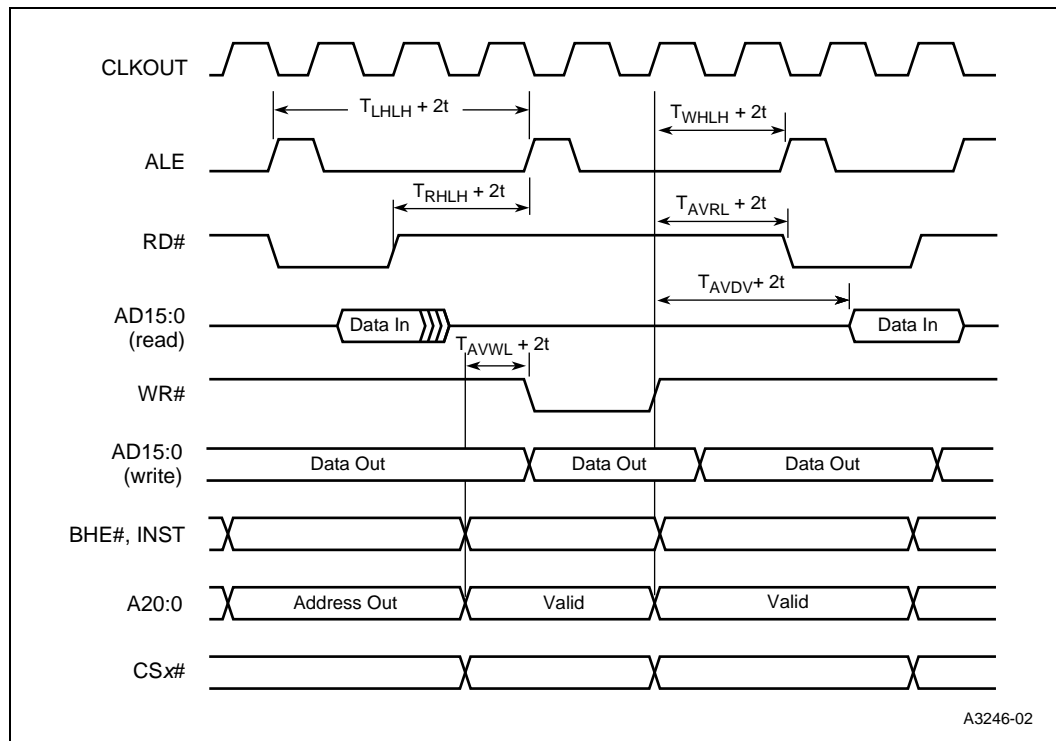 CLKOUT
T_LHLH + 2t
T_WHLH + 2t
ALE
T_RHLH + 2t
T_AVRL + 2t
RD#
T_AVDV+ 2t
AD15:0
(read)
Data In
Data In
T_AVWL + 2t
WR#
AD15:0
(write)
Data Out
Data Out
Data Out
BHE#, INST
A20:0
Address Out
Valid
Valid
CSx#
A3246-02